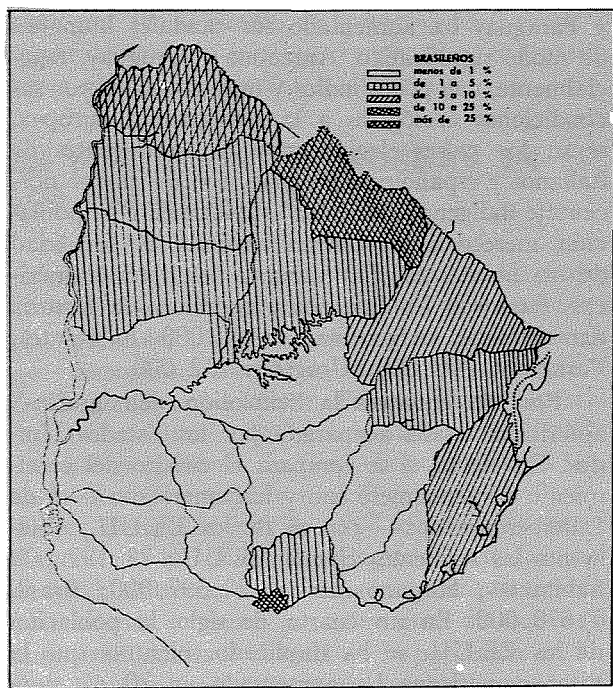 BRASILEÑOS
menos de 1 %
de 1 a 5 %
de 5 a 10 %
de 10 a 25 %
más de 25 %